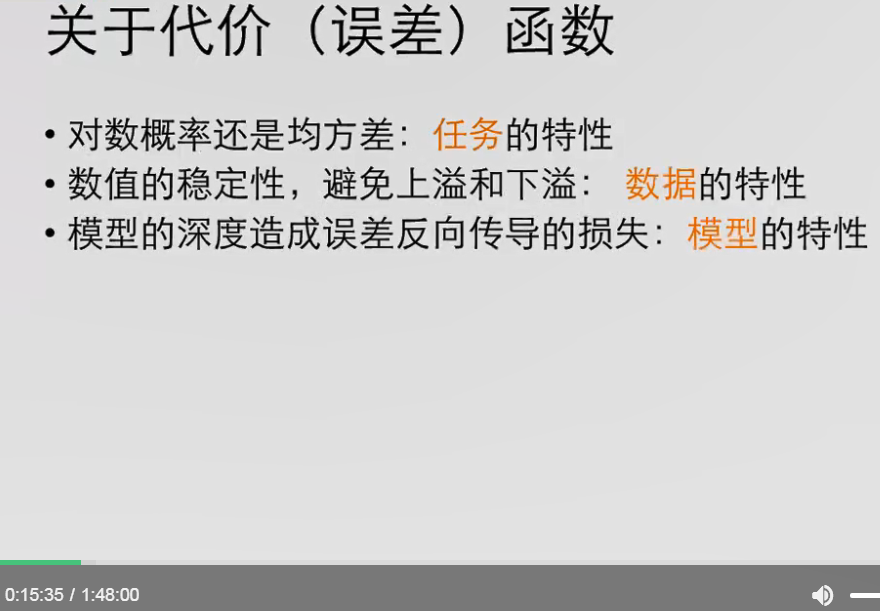 关于代价（误差）函数
• 对数概率还是均方差：任务的特性
• 数值的稳定性，避免上溢和下溢：数据的特性
• 模型的深度造成误差反向传导的损失：模型的特性
0:15:35 / 1:48:00